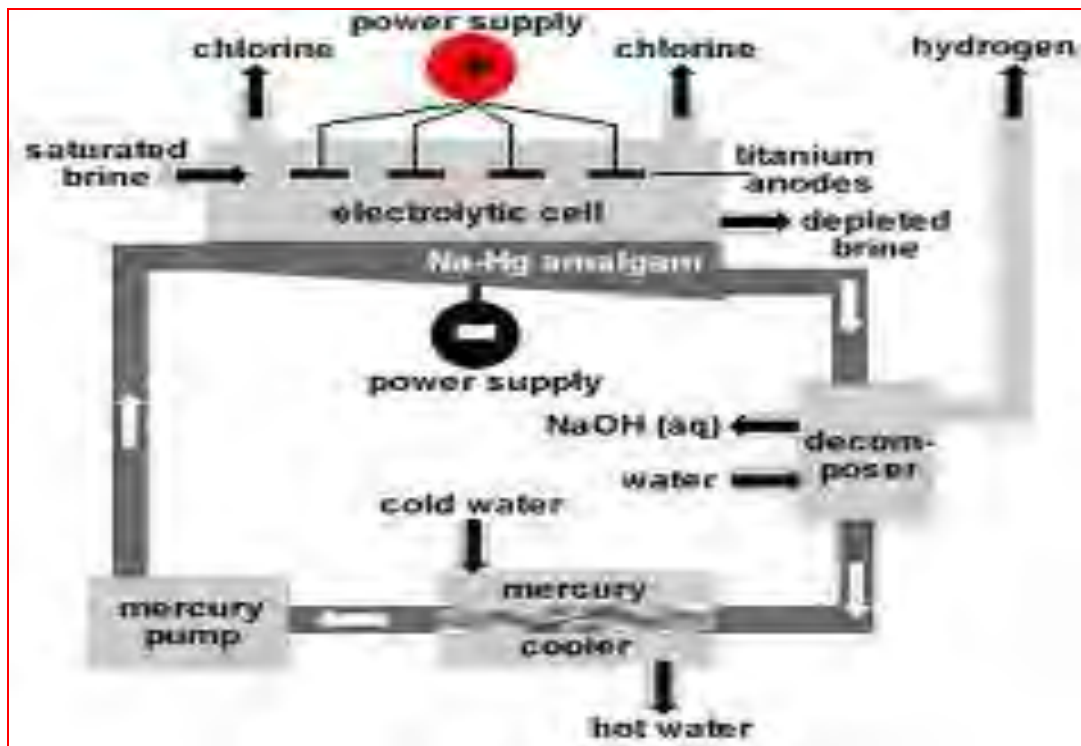 power supply
chlorine
chlorine
hydrogen
saturated
brine
titanium
anodes
electrolytic cell
depleted
brine
Na-Hg amalgam
power supply
NaOH (aq)
decom-
poser
water
cold water
mercury
pump
mercury
cooler
hot water